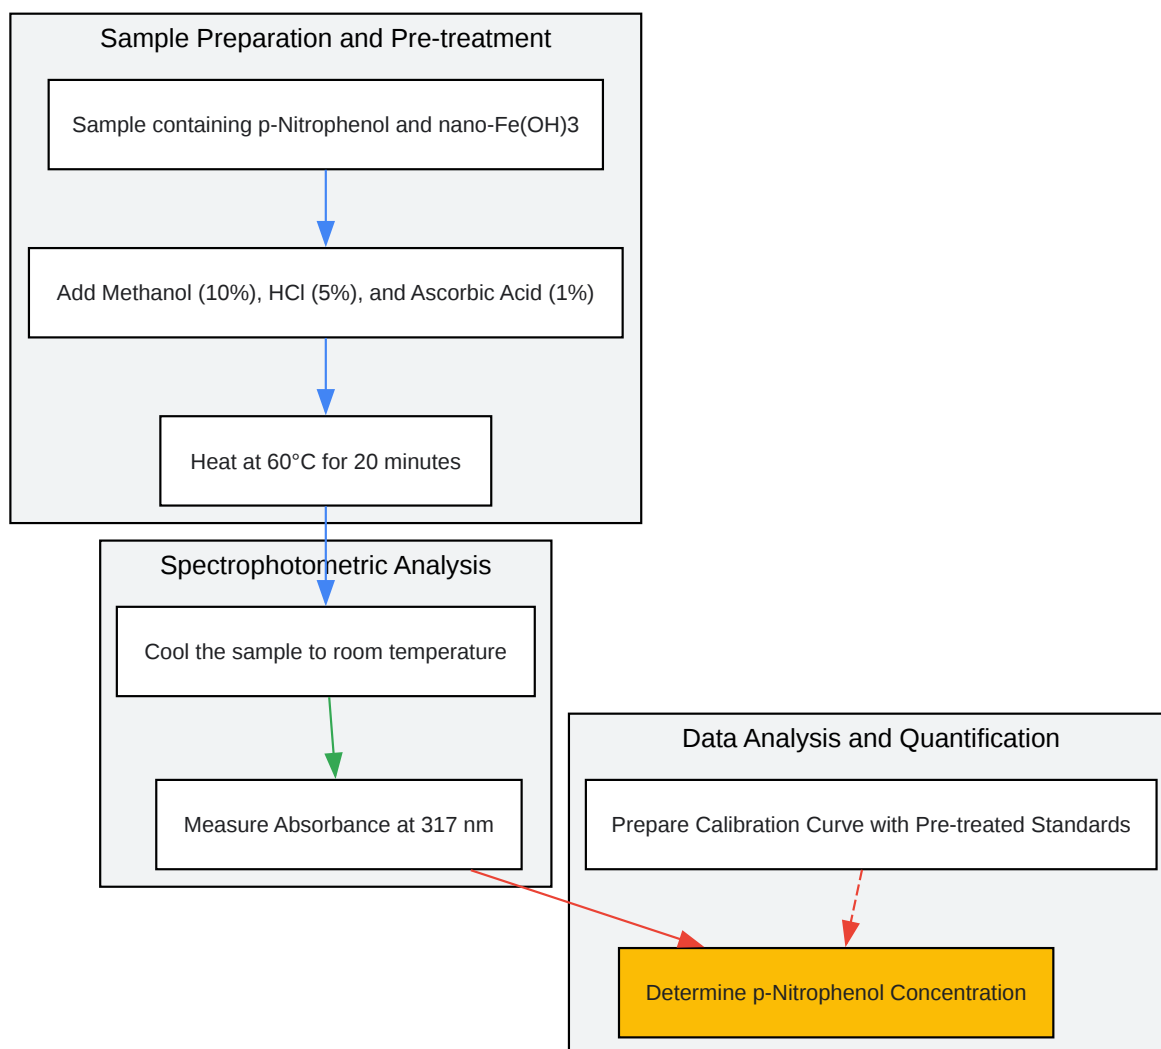 Sample Preparation and Pre-treatment
Sample containing p-Nitrophenol and nano-Fe(OH)3
Add Methanol (10%), HCl (5%), and Ascorbic Acid (1%)
Heat at 60°C for 20 minutes
Spectrophotometric Analysis
Cool the sample to room temperature
Measure Absorbance at 317 nm
Data Analysis and Quantification
Prepare Calibration Curve with Pre-treated Standards
Determine p-Nitrophenol Concentration